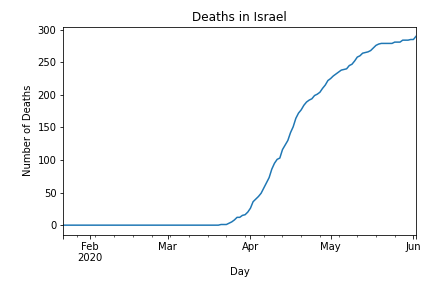 Deaths in Israel
300
250
200
150
100
50
0
Number of Deaths
Feb
2020
Mar
Apr
May
Jun
Day